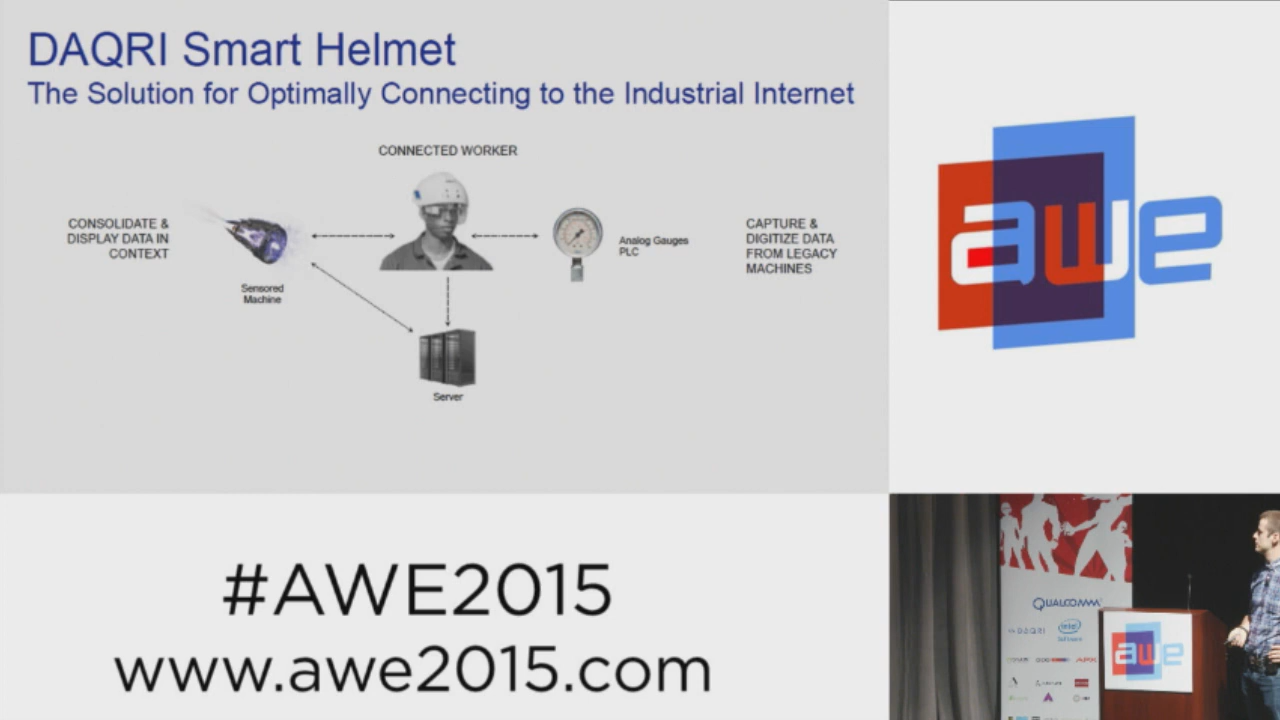 DAQRI Smart Helmet
The Solution for Optimally Connecting to the Industrial Internet
CONNECTED WORKER
CONSOLIDATE &
DISPLAY DATA IN
CONTEXT
Sensored
Machine
Analog Gauges
PLC
CAPTURE &
DIGITIZE DATA
FROM LEGACY
MACHINES
Server
awe
#AWE2015
www.awe2015.com
QUALCOMM
DAQRI
intel
Software
awe